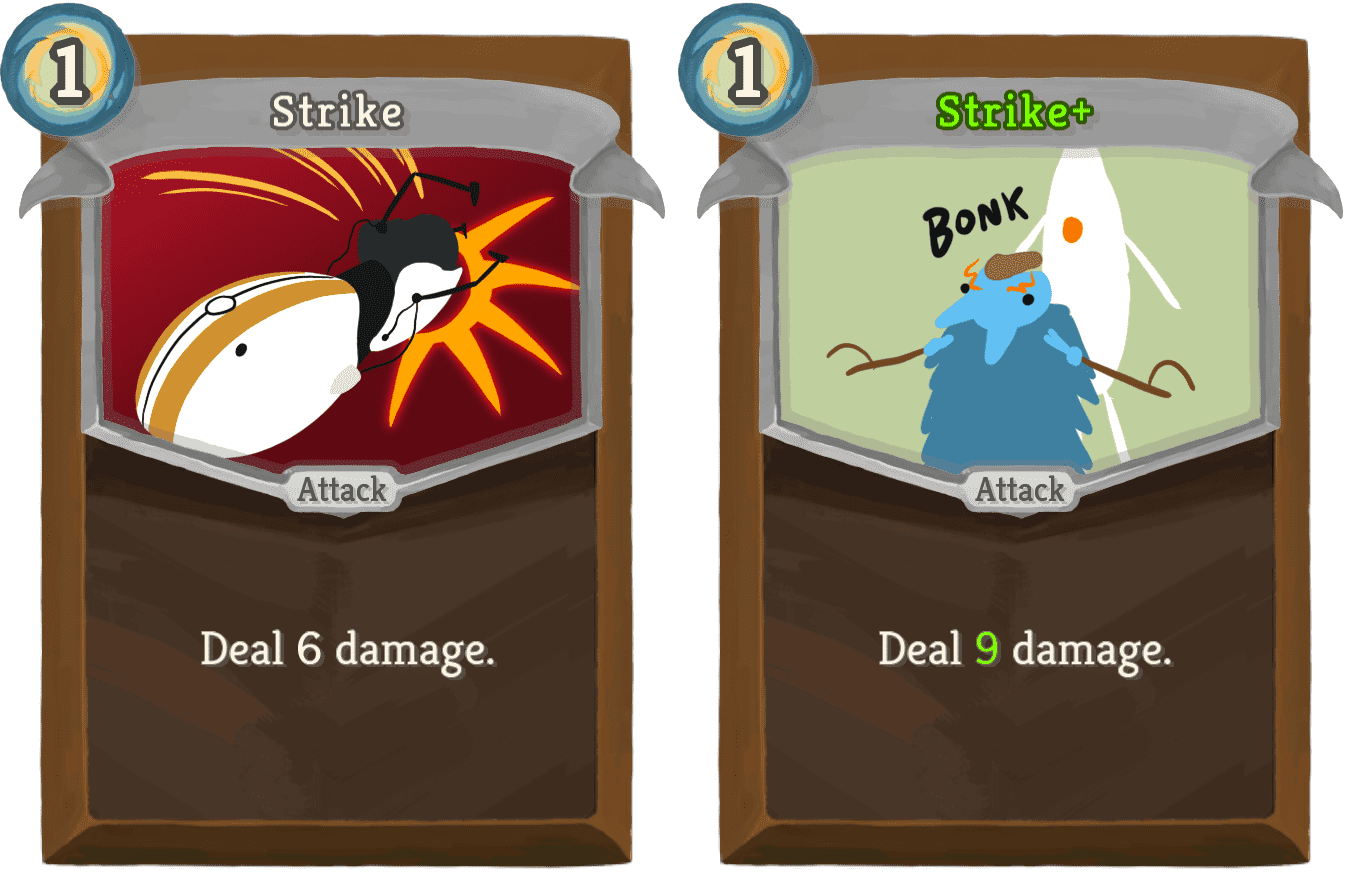 1
Strike
Attack
Deal 6 damage.
1
Strike+
BONK
Attack
Deal 9 damage.